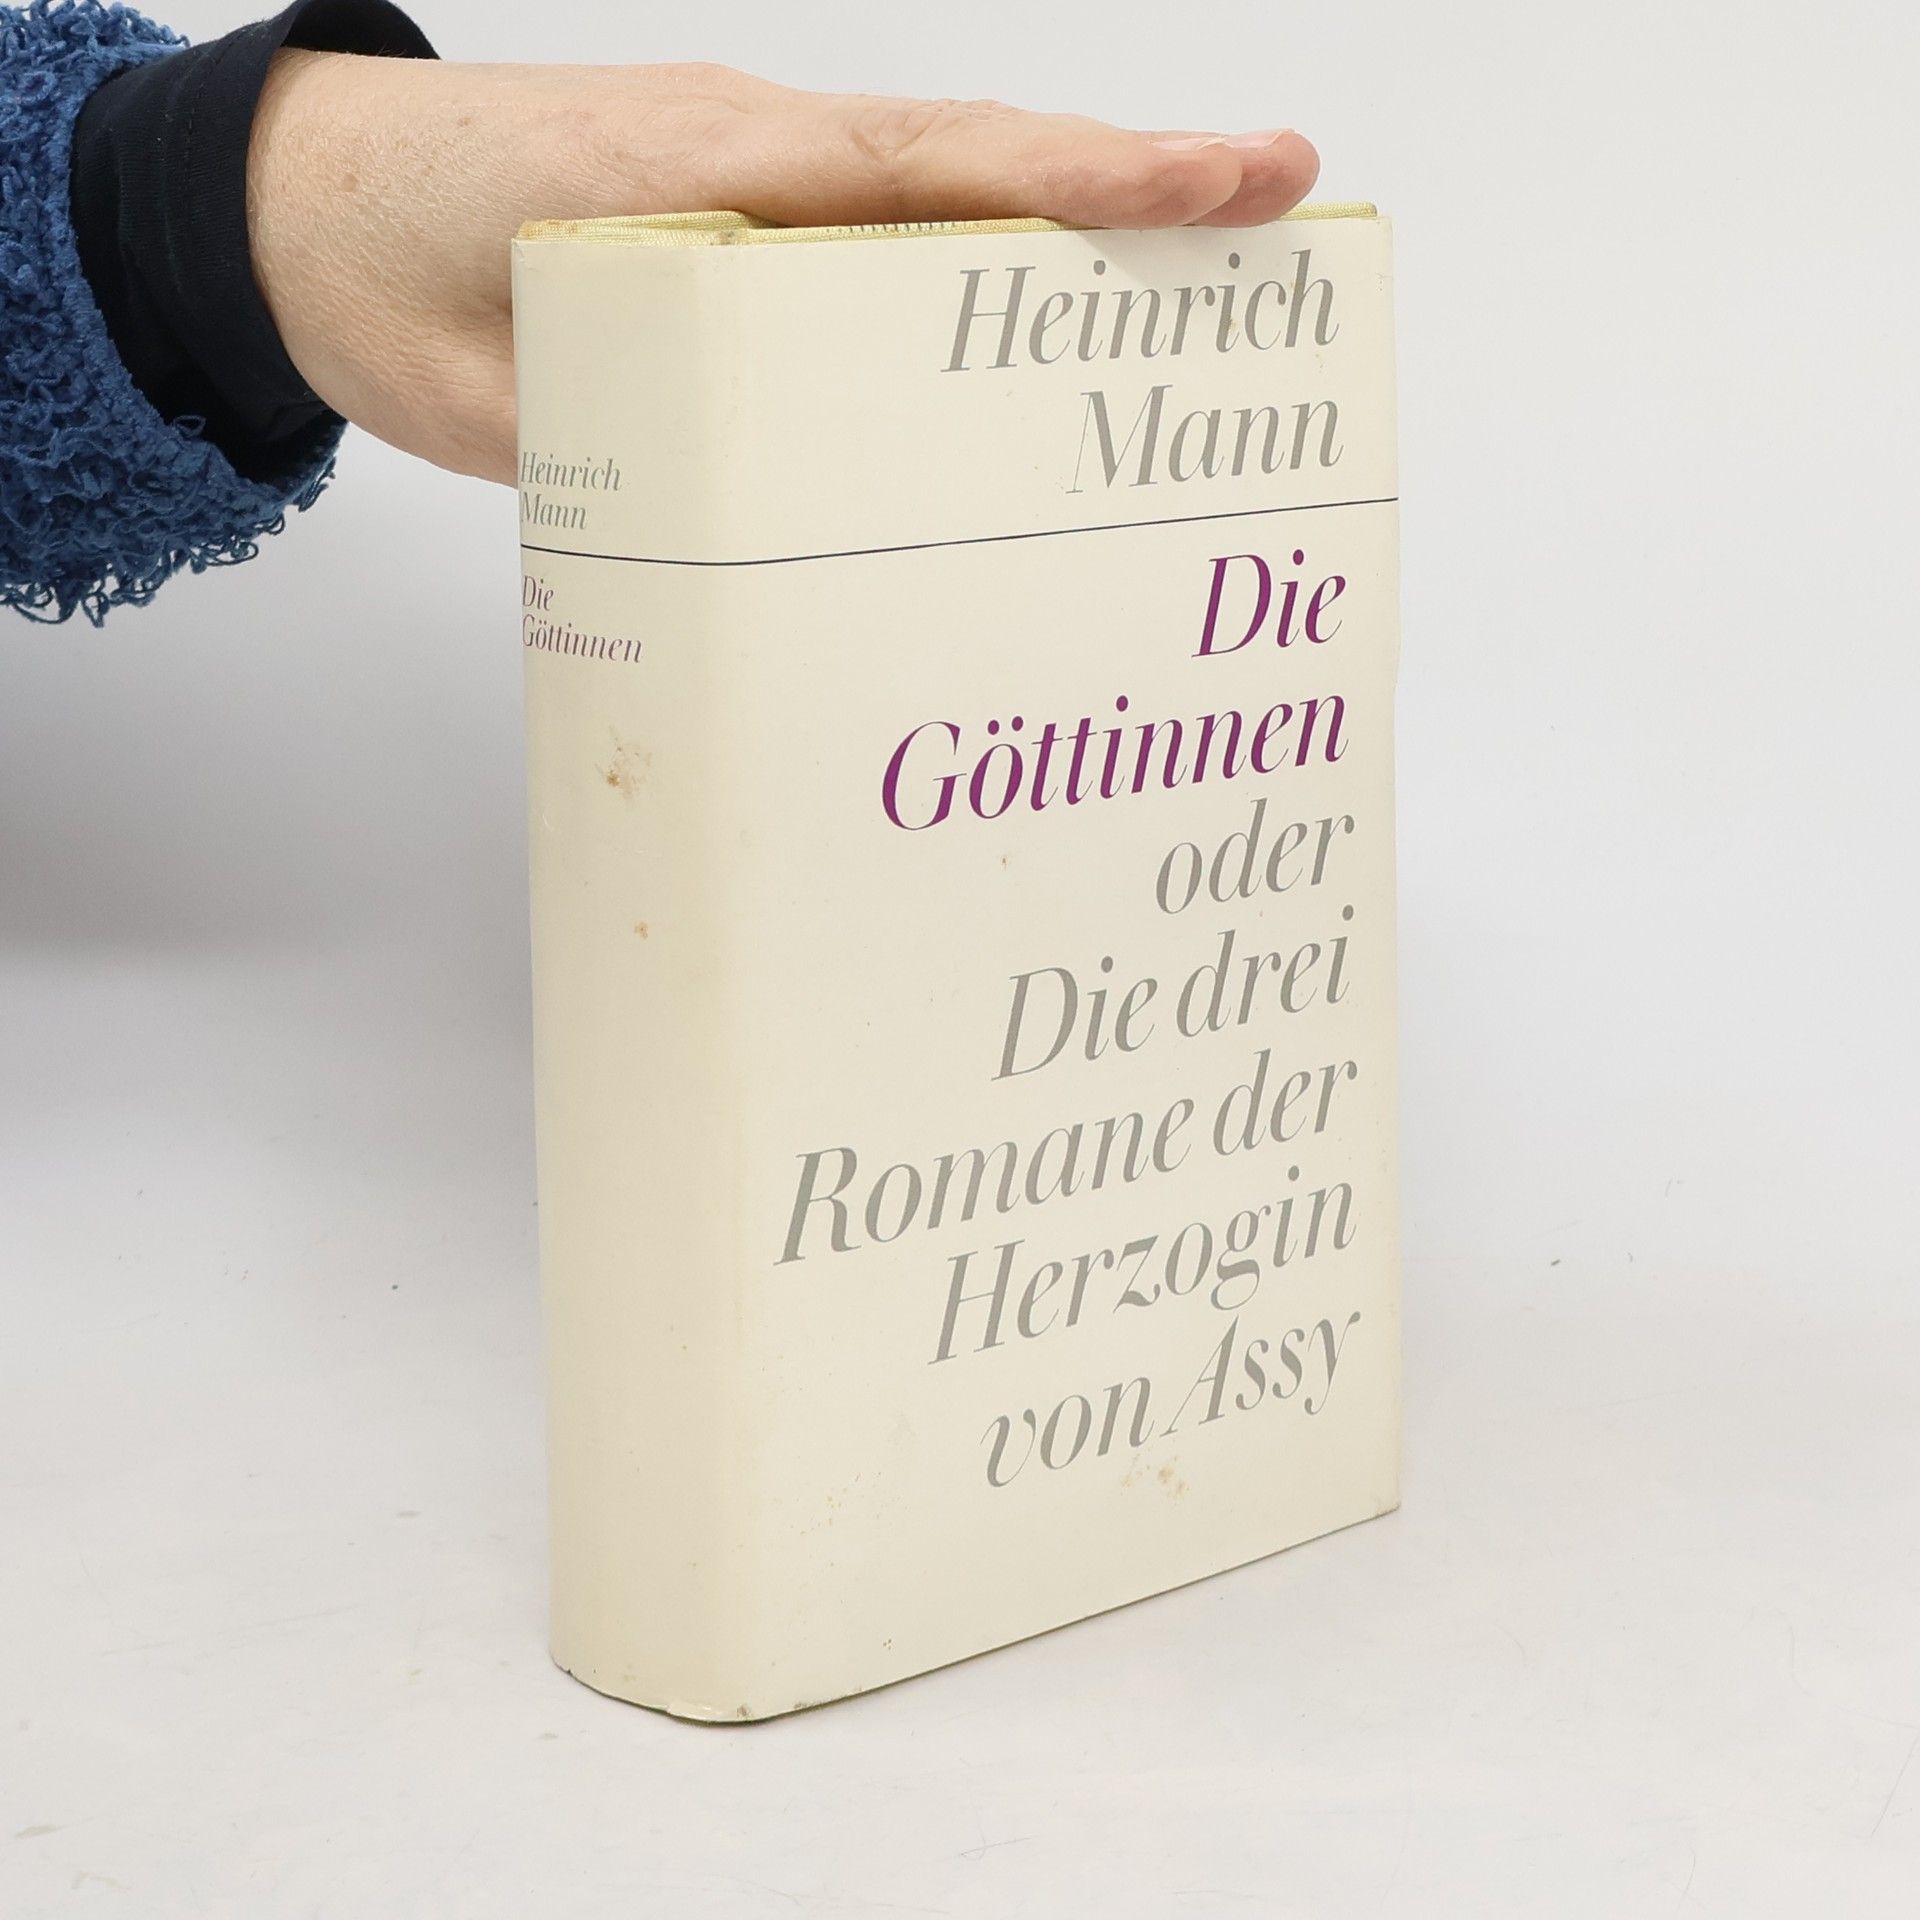 Heinrich
Mann
Die
Göttinnen
Heinrich
Mann
Die
Göttinnen
oder
Die drei
Romane der
Herzogin
von Assy